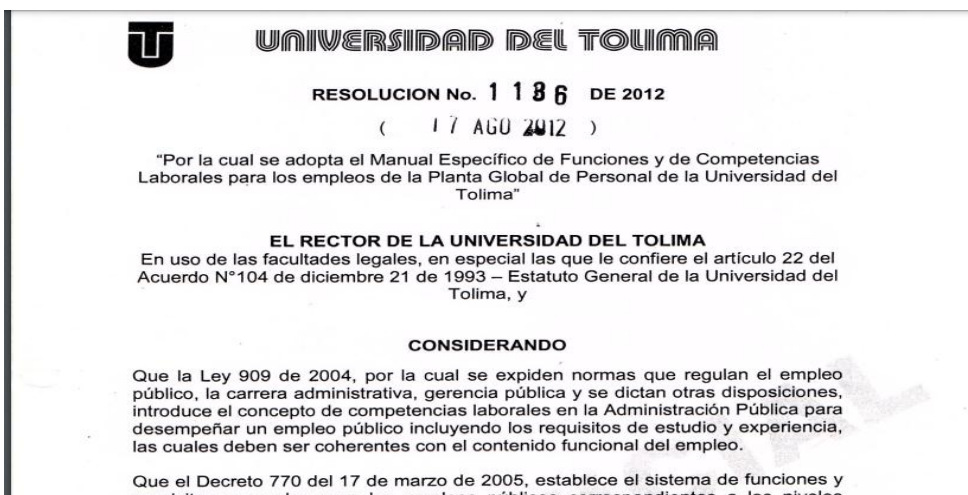 UNIVERSIDAD DEL TOLIMA
RESOLUCION No. 1186 DE 2012
( 17 AGO 2012 )
"Por la cual se adopta el Manual Específico de Funciones y de Competencias
Laborales para los empleos de la Planta Global de Personal de la Universidad del
Tolima"
EL RECTOR DE LA UNIVERSIDAD DEL TOLIMA
En uso de las facultades legales, en especial las que le confiere el artículo 22 del
Acuerdo N°104 de diciembre 21 de 1993 – Estatuto General de la Universidad del
Tolima, y
CONSIDERANDO
Que la Ley 909 de 2004, por la cual se expiden normas que regulan el empleo
público, la carrera administrativa, gerencia pública y se dictan otras disposiciones,
introduce el concepto de competencias laborales en la Administración Pública para
desempeñar un empleo público incluyendo los requisitos de estudio y experiencia,
las cuales deben ser coherentes con el contenido funcional del empleo.
Que el Decreto 770 del 17 de marzo de 2005, establece el sistema de funciones y